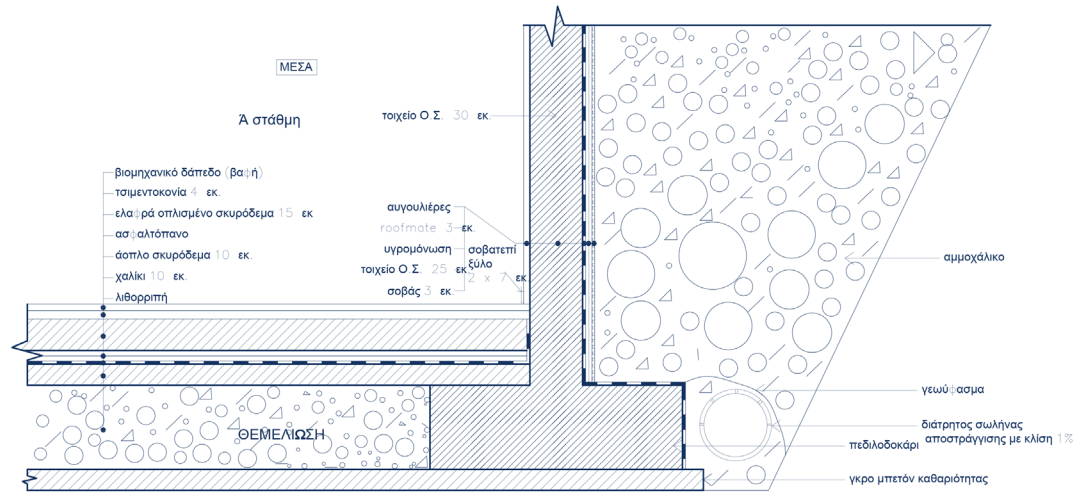 ΜΕΣΑ
Ά στάθμη
τοιχείο Ο.Σ. 30 εκ.
βιομηχανικό δάπεδο (βαφή)
τσιμεντοκονία 4 εκ.
ελαφρά οπλισμένο σκυρόδεμα 15 εκ
ασφαλτόπανο
άοπλο σκυρόδεμα 10 εκ.
χαλίκι 10 εκ.
λιθορριπή
αυγουλιέρες
roofmate 3 εκ.
υγρομόνωση
τοιχείο Ο.Σ. 25 εκ.
σοβάς 3 εκ.
σοβατεπί
ξύλο
2 x 7 εκ.
αμμοχάλικο
γεωύφασμα
διάτρητος σωλήνας
αποστράγγισης με κλίση 1%
πεδιλοδοκάρι
γκρο μπετόν καθαριότητας
ΘΕΜΕΛΙΩΣΗ